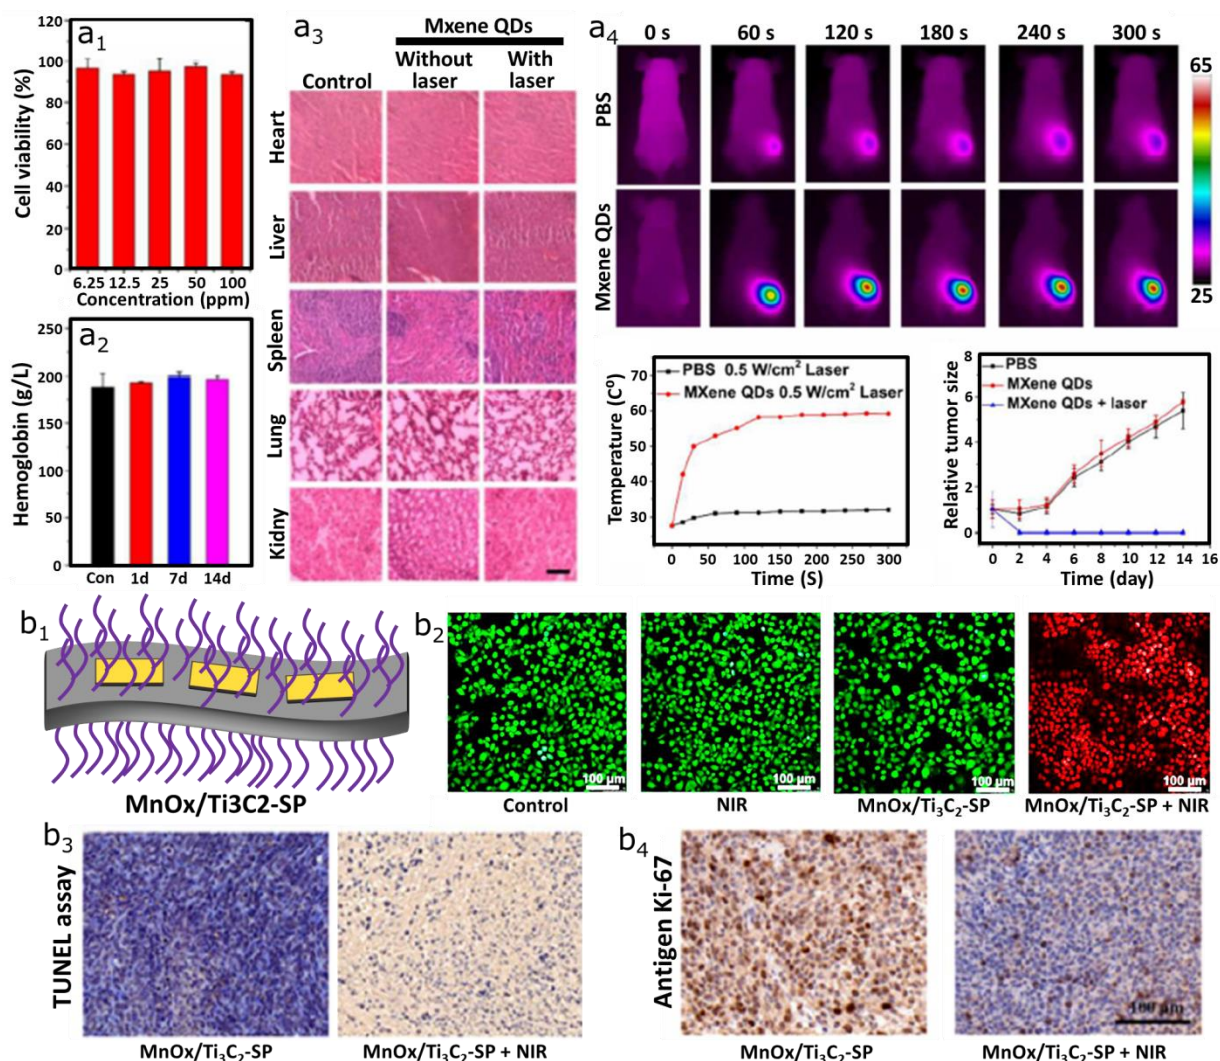 a1
Cell viability (%)
120
100
80
60
40
20
0
6.25 12.5 25 50 100
Concentration (ppm)
a2
Hemoglobin (g/L)
250
200
150
100
50
0
Con 1d 7d 14d
a3
Mxene QDs
Control
Without laser
With laser
Heart
Liver
Spleen
Lung
Kidny
a4
0 s 60 s 120 s 180 s 240 s 300 s
PBS
Mxene QDs
65
25
Temperature (C⁰)
PBS 0.5 W/cm² Laser
MXene QDs 0.5 W/cm² Laser
60
50
40
30
0 50 100 150 200 250 300
Time (S)
Relative tumor size
PBS
MXene QDs
MXene QDs + laser
6
4
2
0
0 2 4 6 8 10 12 14 16
Time (day)
b1
MnOx/Ti3C2-SP
b2
100 µm
100 µm
100 µm
100 µm
Control
NIR
MnOx/Ti₃C₂-SP
MnOx/Ti₃C₂-SP + NIR
b3
TUNEL assay
MnOx/Ti₃C₂-SP
MnOx/Ti₃C₂-SP + NIR
b4
Antigen Ki-67
100 µm
MnOx/Ti₃C₂-SP
MnOx/Ti₃C₂-SP + NIR